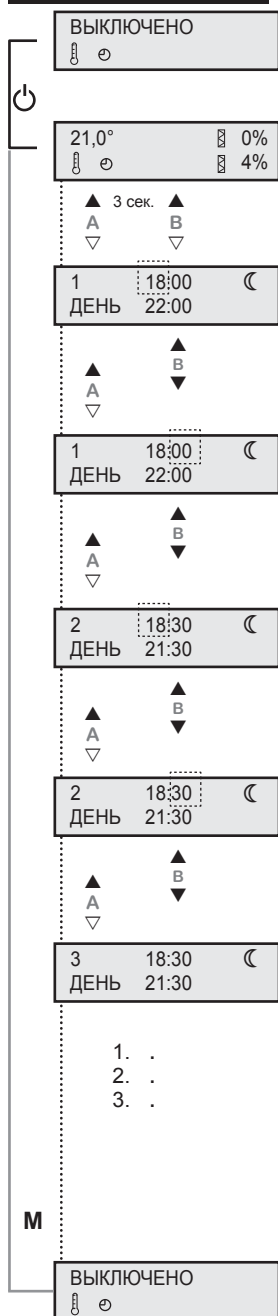 ВЫКЛЮЧЕНО
21,0° 0%
4%
3 сек.
A B
1 18:00
ДЕНЬ 22:00
B
A
1 18:00
ДЕНЬ 22:00
B
A
2 18:30
ДЕНЬ 21:30
B
A
2 18:30
ДЕНЬ 21:30
B
A
3 18:30
ДЕНЬ 21:30
1. .
2. .
3. .
M
ВЫКЛЮЧЕНО